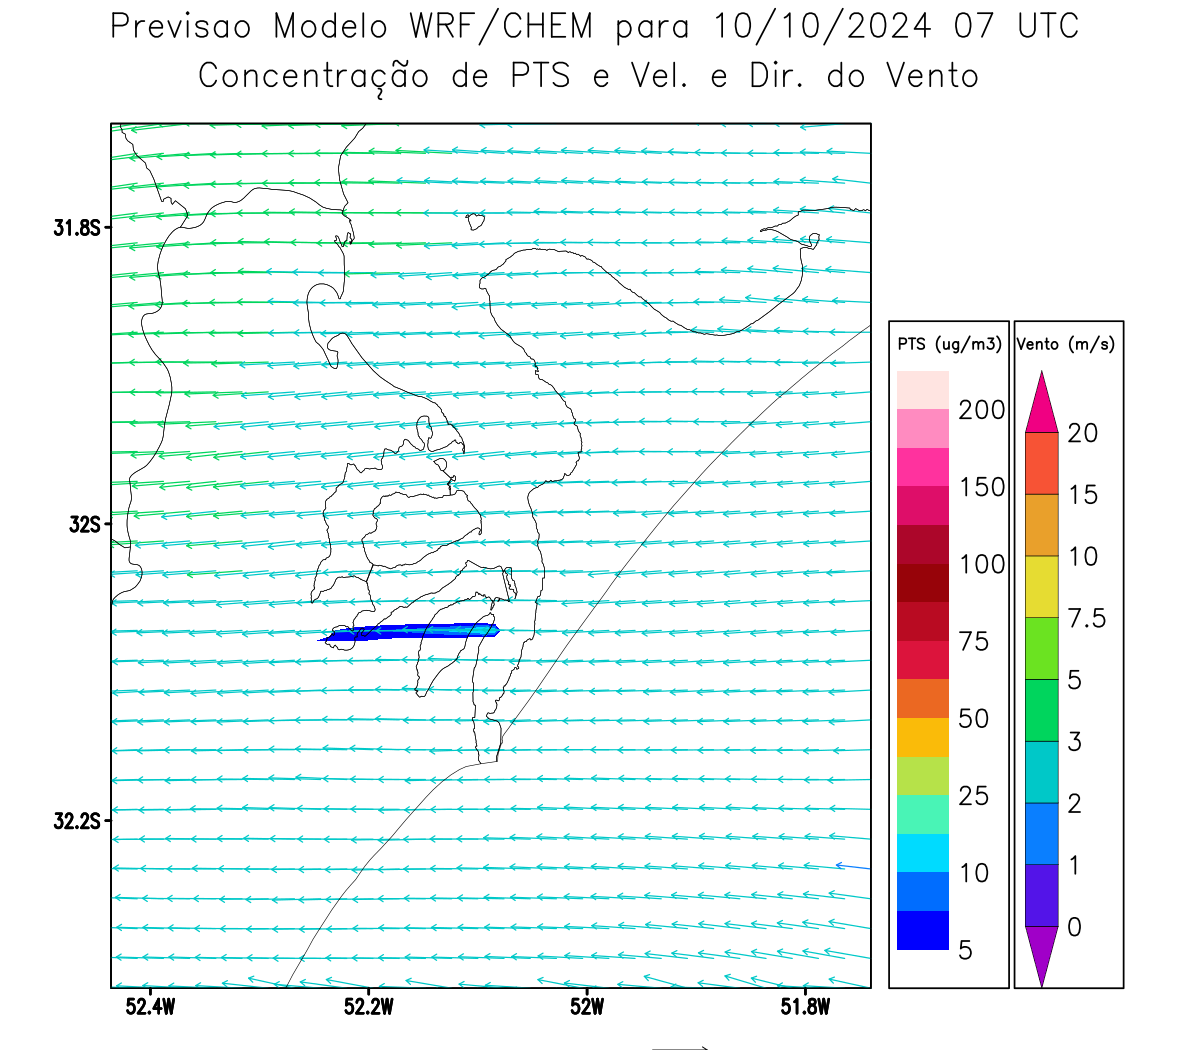 Previsao Modelo WRF/CHEM para 10/10/2024 07 UTC
Concentração de PTS e Vel. e Dir. do Vento
31.8S
32S
32.2S
52.4W
52.2W
52W
51.8W
PTS (ug/m3)
200
150
100
75
50
25
10
5
Vento (m/s)
20
15
10
7.5
5
3
2
1
0